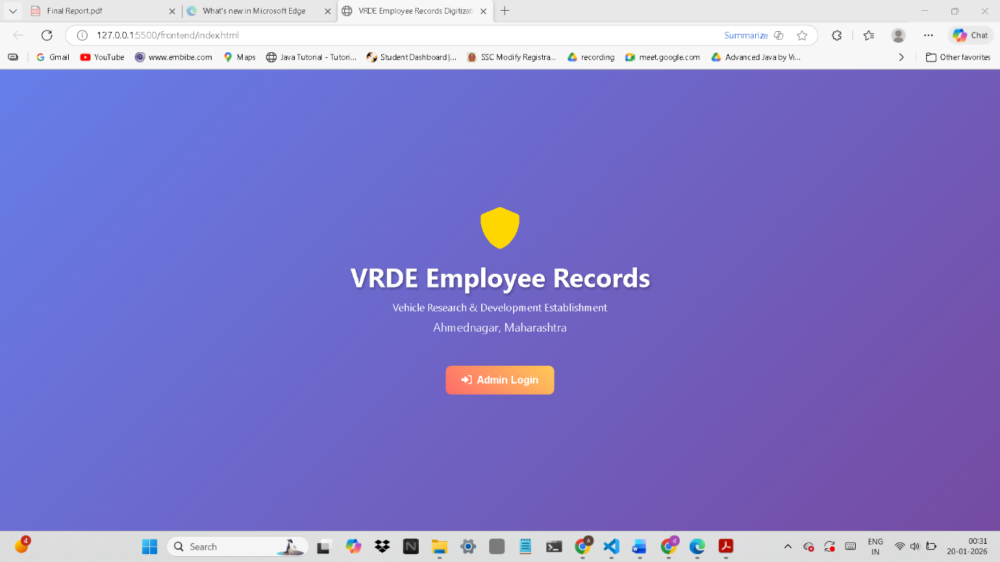 Final Report.pdf
What's new in Microsoft Edge
VRDE Employee Records Digitizati
127.0.0.1:5500/frontend/index.html
Summarize
Chat
Gmail
YouTube
www.embibe.com
Maps
Java Tutorial - Tutori...
Student Dashboard |...
SSC Modify Registra...
recording
meet.google.com
Advanced Java by Vi...
Other favorites
VRDE Employee Records
Vehicle Research & Development Establishment
Ahmednagar, Maharashtra
Admin Login
4
Search
A
d
ENG
IN
00:31
20-01-2026